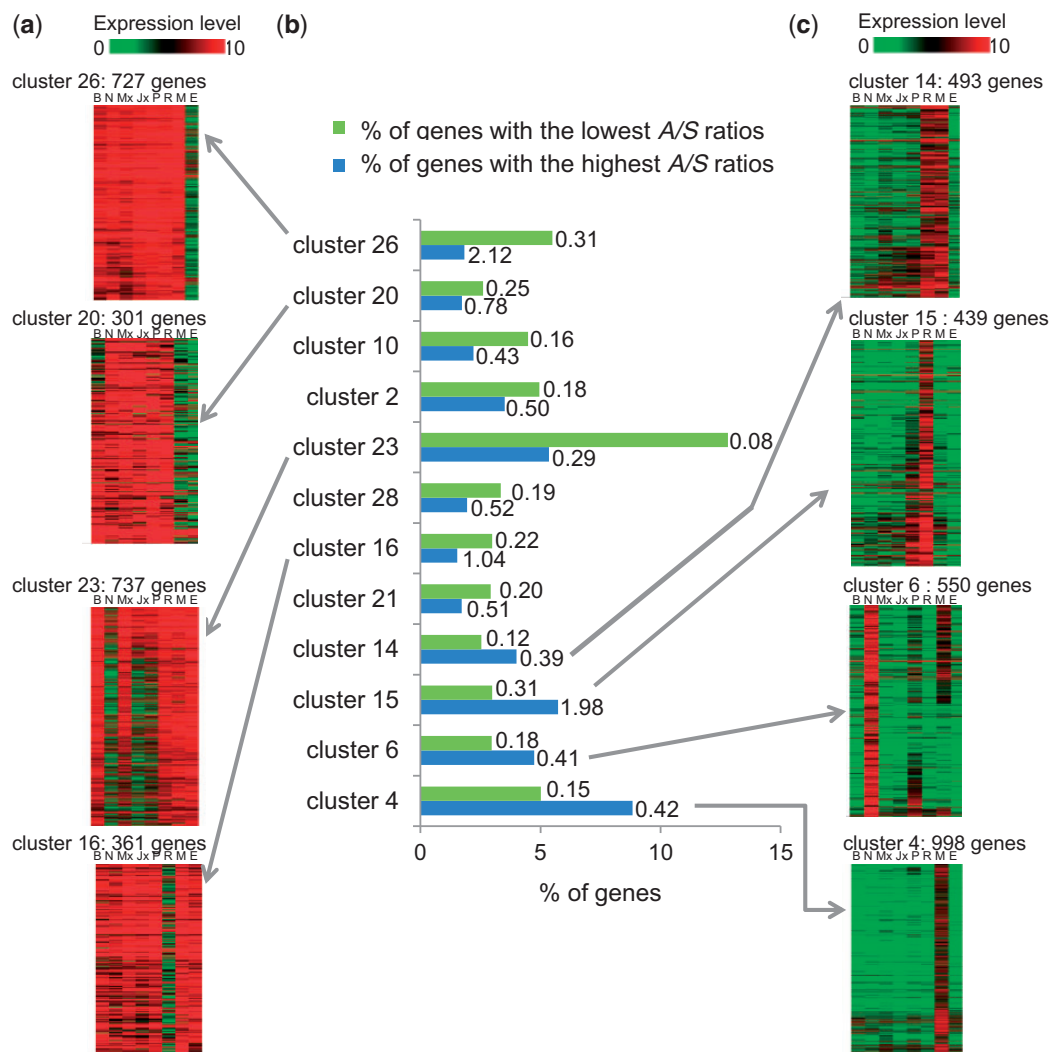 (a)
Expression level
0 10
cluster 26: 727 genes
B N Mx Jx P R M E
cluster 20: 301 genes
B N Mx Jx P R M E
cluster 23: 737 genes
B N Mx Jx P R M E
cluster 16: 361 genes
B N Mx Jx P R M E
(b)
% of genes with the lowest A/S ratios
% of genes with the highest A/S ratios
cluster 26
0.31
2.12
cluster 20
0.25
0.78
cluster 10
0.16
0.43
cluster 2
0.18
0.50
cluster 23
0.08
0.29
cluster 28
0.19
0.52
cluster 16
0.22
1.04
cluster 21
0.20
0.51
cluster 14
0.12
0.39
cluster 15
0.31
1.98
cluster 6
0.18
0.41
cluster 4
0.15
0.42
0 5 10 15
% of genes
(c)
Expression level
0 10
cluster 14: 493 genes
B N Mx Jx P R M E
cluster 15 : 439 genes
B N Mx Jx P R M E
cluster 6 : 550 genes
B N Mx Jx P R M E
cluster 4: 998 genes
B N Mx Jx P R M E